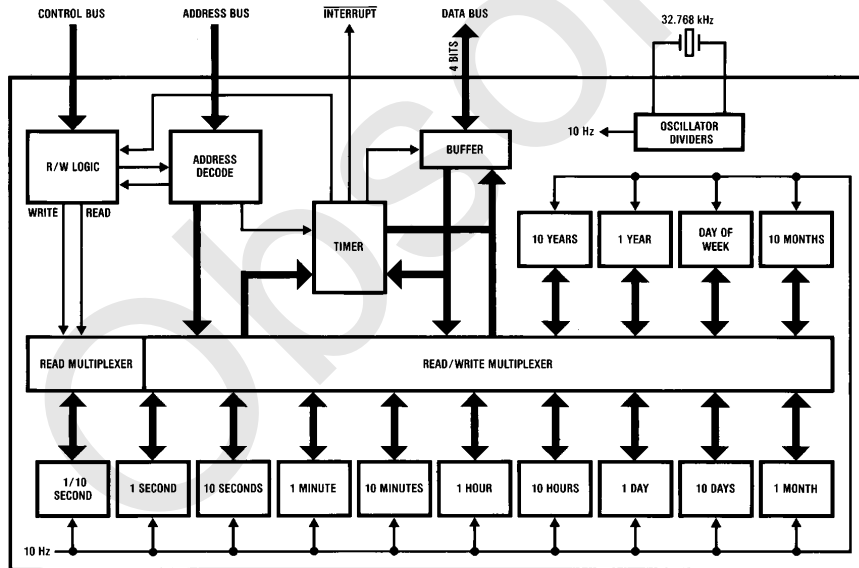 CONTROL BUS
ADDRESS BUS
INTERRUPT
DATA BUS
32.768 kHz
4 BITS
R/W LOGIC
ADDRESS
DECODE
BUFFER
10 Hz
OSCILLATOR
DIVIDERS
WRITE
READ
TIMER
10 YEARS
1 YEAR
DAY OF
WEEK
10 MONTHS
READ MULTIPLEXER
READ/WRITE MULTIPLEXER
1/10
SECOND
1 SECOND
10 SECONDS
1 MINUTE
10 MINUTES
1 HOUR
10 HOURS
1 DAY
10 DAYS
1 MONTH
10 Hz
Obso